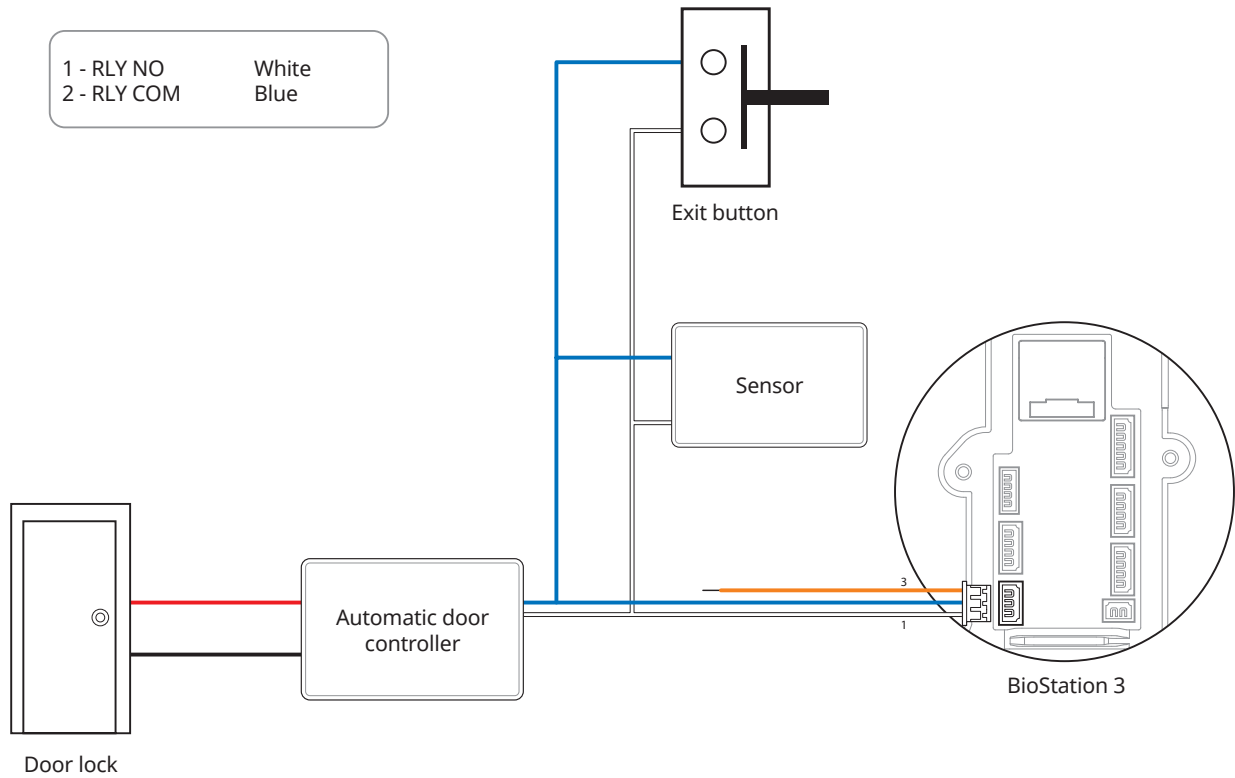 1 - RLY NO White
2 - RLY COM Blue
Exit button
Sensor
3
Automatic door
controller
1
BioStation 3
Door lock